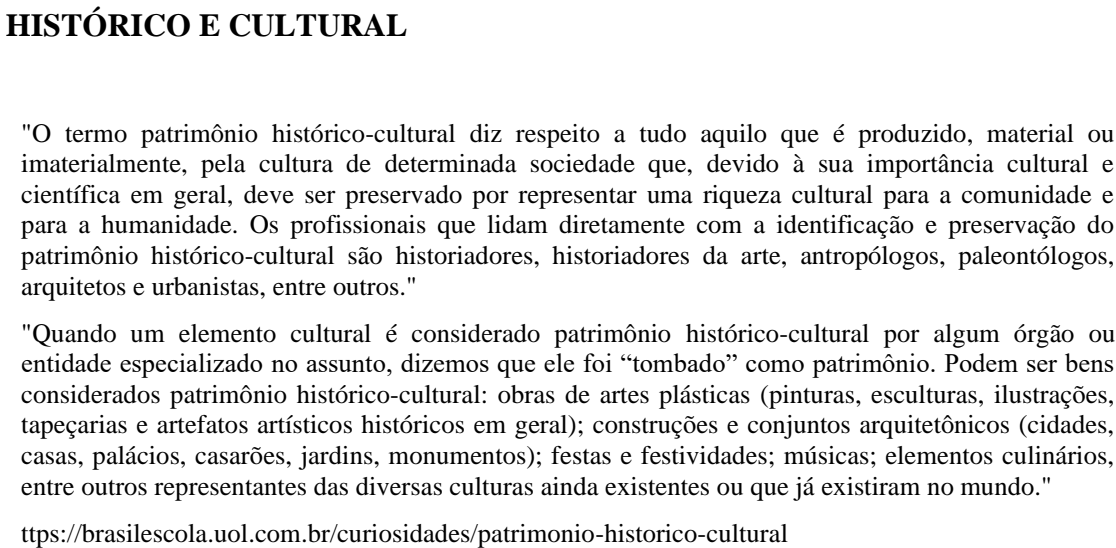 HISTÓRICO E CULTURAL
"O termo patrimônio histórico-cultural diz respeito a tudo aquilo que é produzido, material ou
imaterialmente, pela cultura de determinada sociedade que, devido à sua importância cultural e
científica em geral, deve ser preservado por representar uma riqueza cultural para a comunidade e
para a humanidade. Os profissionais que lidam diretamente com a identificação e preservação do
patrimônio histórico-cultural são historiadores, historiadores da arte, antropólogos, paleontólogos,
arquitetos e urbanistas, entre outros."
"Quando um elemento cultural é considerado patrimônio histórico-cultural por algum órgão ou
entidade especializado no assunto, dizemos que ele foi “tombado” como patrimônio. Podem ser bens
considerados patrimônio histórico-cultural: obras de artes plásticas (pinturas, esculturas, ilustrações,
tapeçarias e artefatos artísticos históricos em geral); construções e conjuntos arquitetônicos (cidades,
casas, palácios, casarões, jardins, monumentos); festas e festividades; músicas; elementos culinários,
entre outros representantes das diversas culturas ainda existentes ou que já existiram no mundo."
ttps://brasilescola.uol.com.br/curiosidades/patrimonio-historico-cultural